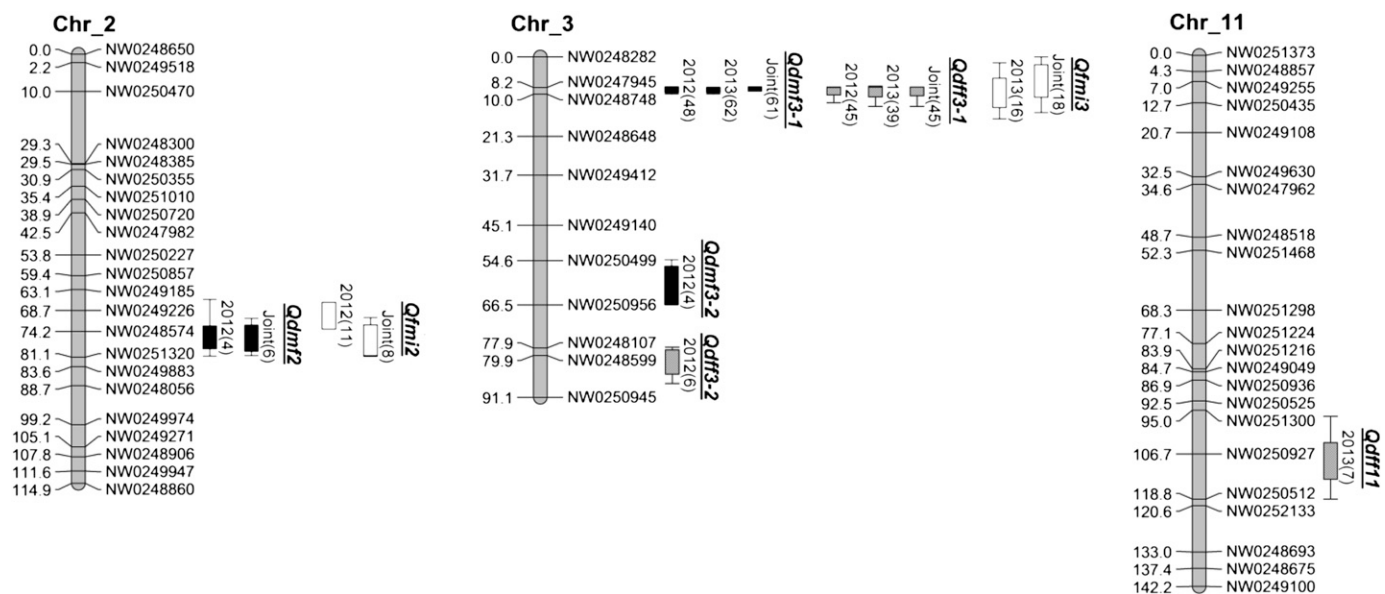 Chr_2
0.0 NW0248650
2.2 NW0249518
10.0 NW0250470
29.3 NW0248300
29.5 NW0248385
30.9 NW0250355
35.4 NW0251010
38.9 NW0250720
42.5 NW0247982
53.8 NW0250227
59.4 NW0250857
63.1 NW0249185
68.7 NW0249226
74.2 NW0248574
81.1 NW0251320
83.6 NW0249883
88.7 NW0248056
99.2 NW0249974
105.1 NW0249271
107.8 NW0248906
111.6 NW0249947
114.9 NW0248860
2012(4)
Joint(6)
Qdmf2
2012(11)
Joint(8)
Qfmi2
Chr_3
0.0 NW0248282
8.2 NW0247945
10.0 NW0248748
21.3 NW0248648
31.7 NW0249412
45.1 NW0249140
54.6 NW0250499
66.5 NW0250956
77.9 NW0248107
79.9 NW0248599
91.1 NW0250945
2012(48)
2013(62)
Joint(61)
Qdmf3-1
2012(45)
2013(39)
Joint(45)
Qdff3-1
2013(16)
Joint(18)
Qfmi3
2012(4)
Qdmf3-2
2012(6)
Qdff3-2
Chr_11
0.0 NW0251373
4.3 NW0248857
7.0 NW0249255
12.7 NW0250435
20.7 NW0249108
32.5 NW0249630
34.6 NW0247962
48.7 NW0248518
52.3 NW0251468
68.3 NW0251298
77.1 NW0251224
83.9 NW0251216
84.7 NW0249049
86.9 NW0250936
92.5 NW0250525
95.0 NW0251300
106.7 NW0250927
118.8 NW0250512
120.6 NW0252133
133.0 NW0248693
137.4 NW0248675
142.2 NW0249100
2013(7)
Qdff11